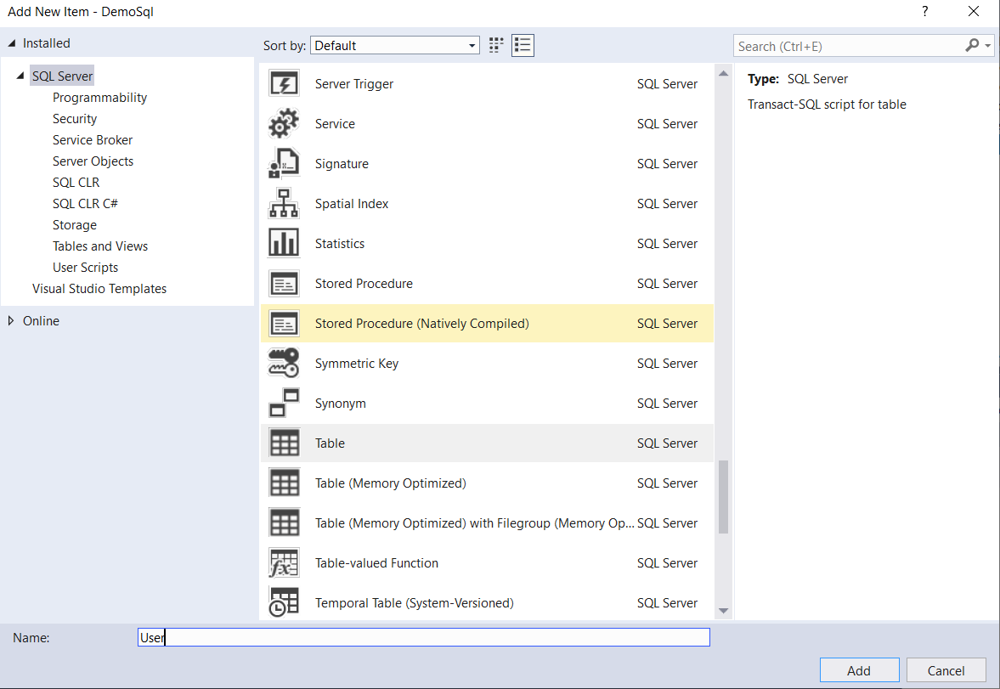 Add New Item - DemoSql
?
Installed
Sort by: Default
Search (Ctrl+E)
SQL Server
Programmability
Security
Service Broker
Server Objects
SQL CLR
SQL CLR C#
Storage
Tables and Views
User Scripts
Visual Studio Templates
Online
Server Trigger SQL Server
Service SQL Server
Signature SQL Server
Spatial Index SQL Server
Statistics SQL Server
Stored Procedure SQL Server
Stored Procedure (Natively Compiled) SQL Server
Symmetric Key SQL Server
Synonym SQL Server
Table SQL Server
Table (Memory Optimized) SQL Server
Table (Memory Optimized) with Filegroup (Memory Op... SQL Server
Table-valued Function SQL Server
Temporal Table (System-Versioned) SQL Server
Type: SQL Server
Transact-SQL script for table
Name: User
Add Cancel